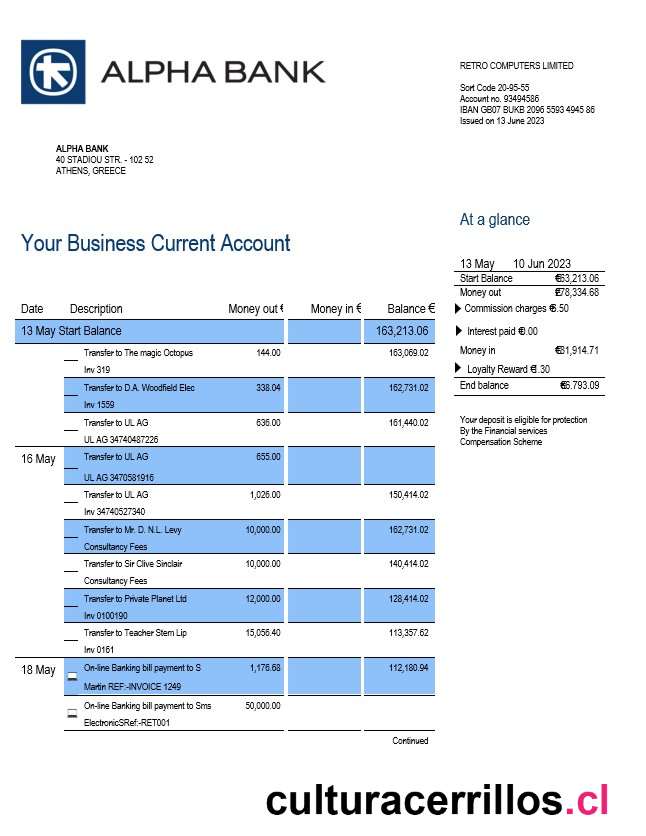 ALPHA BANK
RETRO COMPUTERS LIMITED
Sort Code 20-95-55
Account no. 93494586
IBAN GB07 BUKB 2096 5593 4945 86
Issued on 13 June 2023
ALPHA BANK
40 STADIOU STR. - 102 52
ATHENS, GREECE
At a glance
Your Business Current Account
13 May 10 Jun 2023
Start Balance €63,213.06
Money out €78,334.68
Commission charges €6.50
Interest paid €0.00
Money in €31,914.71
Loyalty Reward €1.30
End balance €6.793.09
Your deposit is eligible for protection
By the Financial services
Compensation Scheme
Date Description Money out € Money in € Balance €
13 May Start Balance 163,213.06
Transfer to The magic Octopus 144.00 163,069.02
Inv 319
Transfer to D.A. Woodfield Elec 338.04 162,731.02
Inv 1559
Transfer to UL AG 636.00 161,440.02
UL AG 34740487226
16 May Transfer to UL AG 655.00
UL AG 3470581916
Transfer to UL AG 1,026.00 150,414.02
Inv 34740527340
Transfer to Mr. D. N.L. Levy 10,000.00 162,731.02
Consultancy Fees
Transfer to Sir Clive Sinclair 10,000.00 140,414.02
Consultancy Fees
Transfer to Private Planet Ltd 12,000.00 128,414.02
Inv 0100190
Transfer to Teacher Stem Lip 15,056.40 113,357.62
Inv 0161
18 May On-line Banking bill payment to S 1,176.68 112,180.94
Martin REF:-INVOICE 1249
On-line Banking bill payment to Sms 50,000.00
ElectronicSRef:-RET001
Continued
culturacerrillos.cl